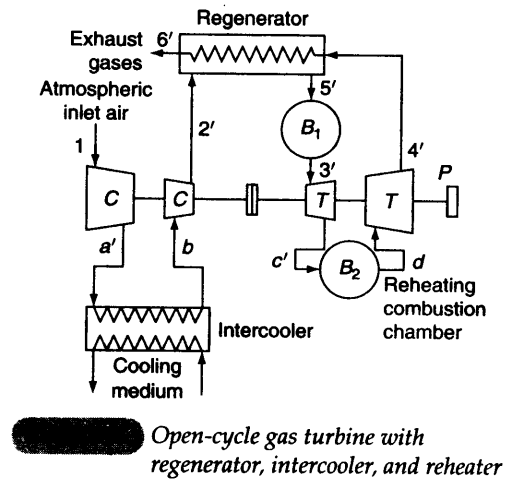 Regenerator
Exhaust 6′
gases
Atmospheric
inlet air
5′
B₁
2′
1
4′
3′
P
C
C
T
T
a′
b
c′
B₂
d
Reheating
combustion
chamber
Intercooler
Cooling
medium
Open-cycle gas turbine with
regenerator, intercooler, and reheater